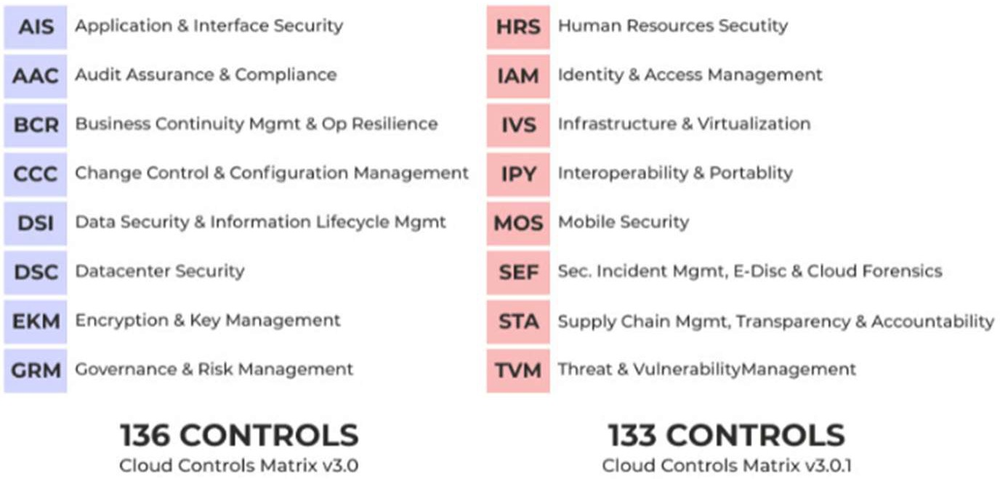 AIS Application & Interface Security
AAC Audit Assurance & Compliance
BCR Business Continuity Mgmt & Op Resilience
CCC Change Control & Configuration Management
DSI Data Security & Information Lifecycle Mgmt
DSC Datacenter Security
EKM Encryption & Key Management
GRM Governance & Risk Management
136 CONTROLS
Cloud Controls Matrix v3.0
HRS Human Resources Secutity
IAM Identity & Access Management
IVS Infrastructure & Virtualization
IPY Interoperability & Portablity
MOS Mobile Security
SEF Sec. Incident Mgmt, E-Disc & Cloud Forensics
STA Supply Chain Mgmt, Transparency & Accountability
TVM Threat & VulnerabilityManagement
133 CONTROLS
Cloud Controls Matrix v3.0.1